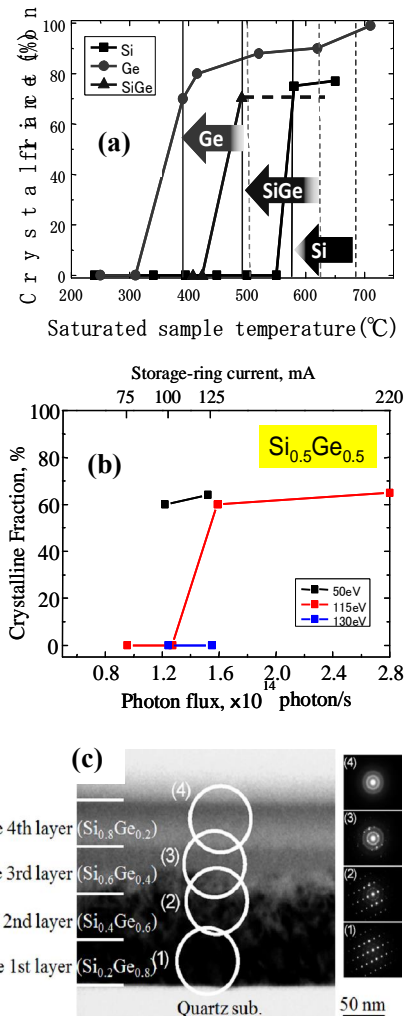 Crystalfrianrcde(o%n)
100
80
60
40
20
0
Si
Ge
SiGe
(a)
Ge
SiGe
Si
200 300 400 500 600 700
Saturated sample temperature(℃)
Storage-ring current, mA
75 100 125 220
(b)
Si0.5Ge0.5
Crystalline Fraction, %
100
80
60
40
20
0
50eV
115eV
130eV
0.8 1.2 1.6 2.0 2.4 2.8
Photon flux, ×10^14 photon/s
(c)
(4)
(3)
(2)
(1)
e 4th layer (Si0.8Ge0.2)
e 3rd layer (Si0.6Ge0.4)
2nd layer (Si0.4Ge0.6)
e 1st layer (Si0.2Ge0.8)
Quartz sub.
(4)
(3)
(2)
(1)
50 nm